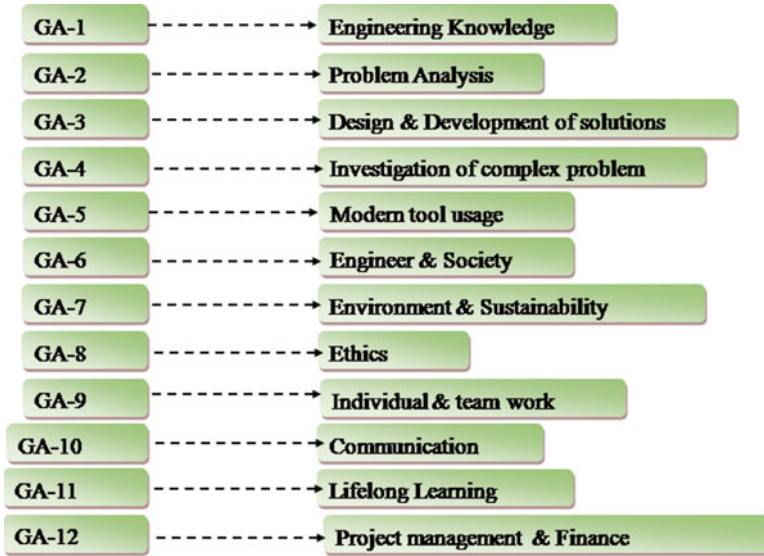 GA-1 Engineering Knowledge
GA-2 Problem Analysis
GA-3 Design & Development of solutions
GA-4 Investigation of complex problem
GA-5 Modern tool usage
GA-6 Engineer & Society
GA-7 Environment & Sustainability
GA-8 Ethics
GA-9 Individual & team work
GA-10 Communication
GA-11 Lifelong Learning
GA-12 Project management & Finance